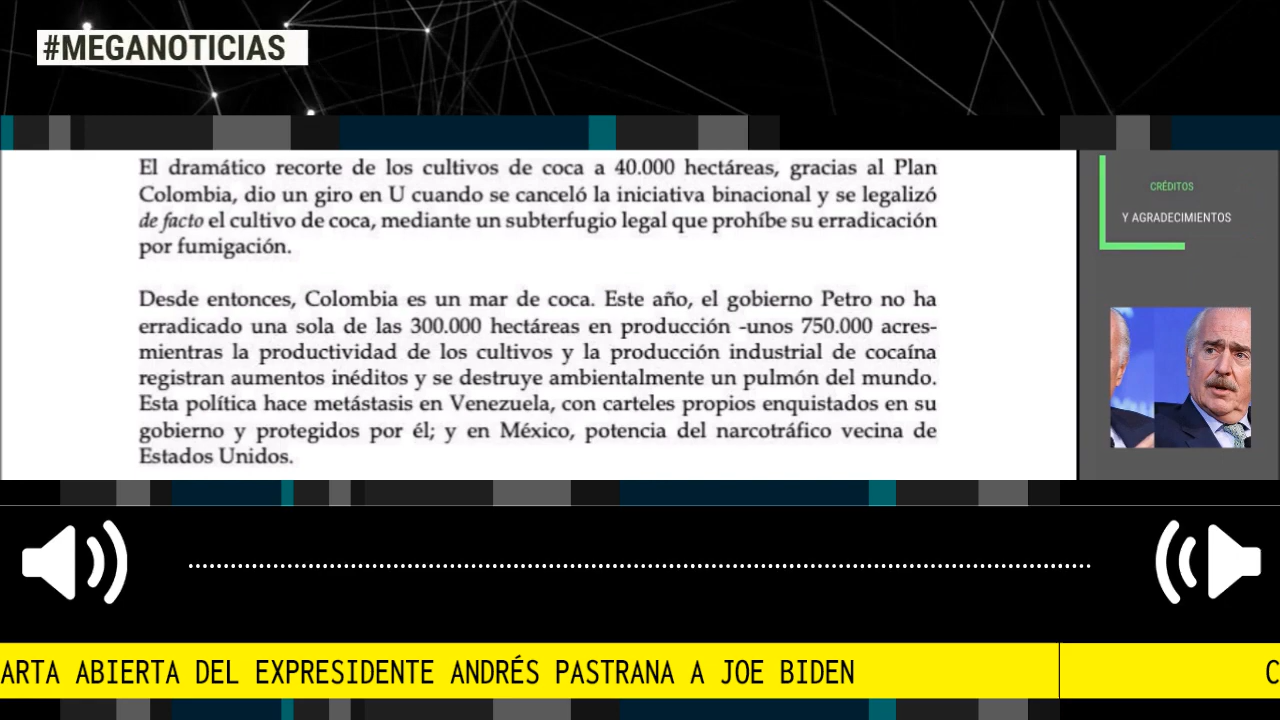 #MEGANOTICIAS
El dramático recorte de los cultivos de coca a 40.000 hectáreas, gracias al Plan
Colombia, dio un giro en U cuando se canceló la iniciativa binacional y se legalizó
de facto el cultivo de coca, mediante un subterfugio legal que prohíbe su erradicación
por fumigación.
Desde entonces, Colombia es un mar de coca. Este año, el gobierno Petro no ha
erradicado una sola de las 300.000 hectáreas en producción -unos 750.000 acres-
mientras la productividad de los cultivos y la producción industrial de cocaína
registran aumentos inéditos y se destruye ambientalmente un pulmón del mundo.
Esta política hace metástasis en Venezuela, con carteles propios enquistados en su
gobierno y protegidos por él; y en México, potencia del narcotráfico vecina de
Estados Unidos.
CRÉDITOS
Y AGRADECIMIENTOS
ARTA ABIERTA DEL EXPRESIDENTE ANDRÉS PASTRANA A JOE BIDEN
C